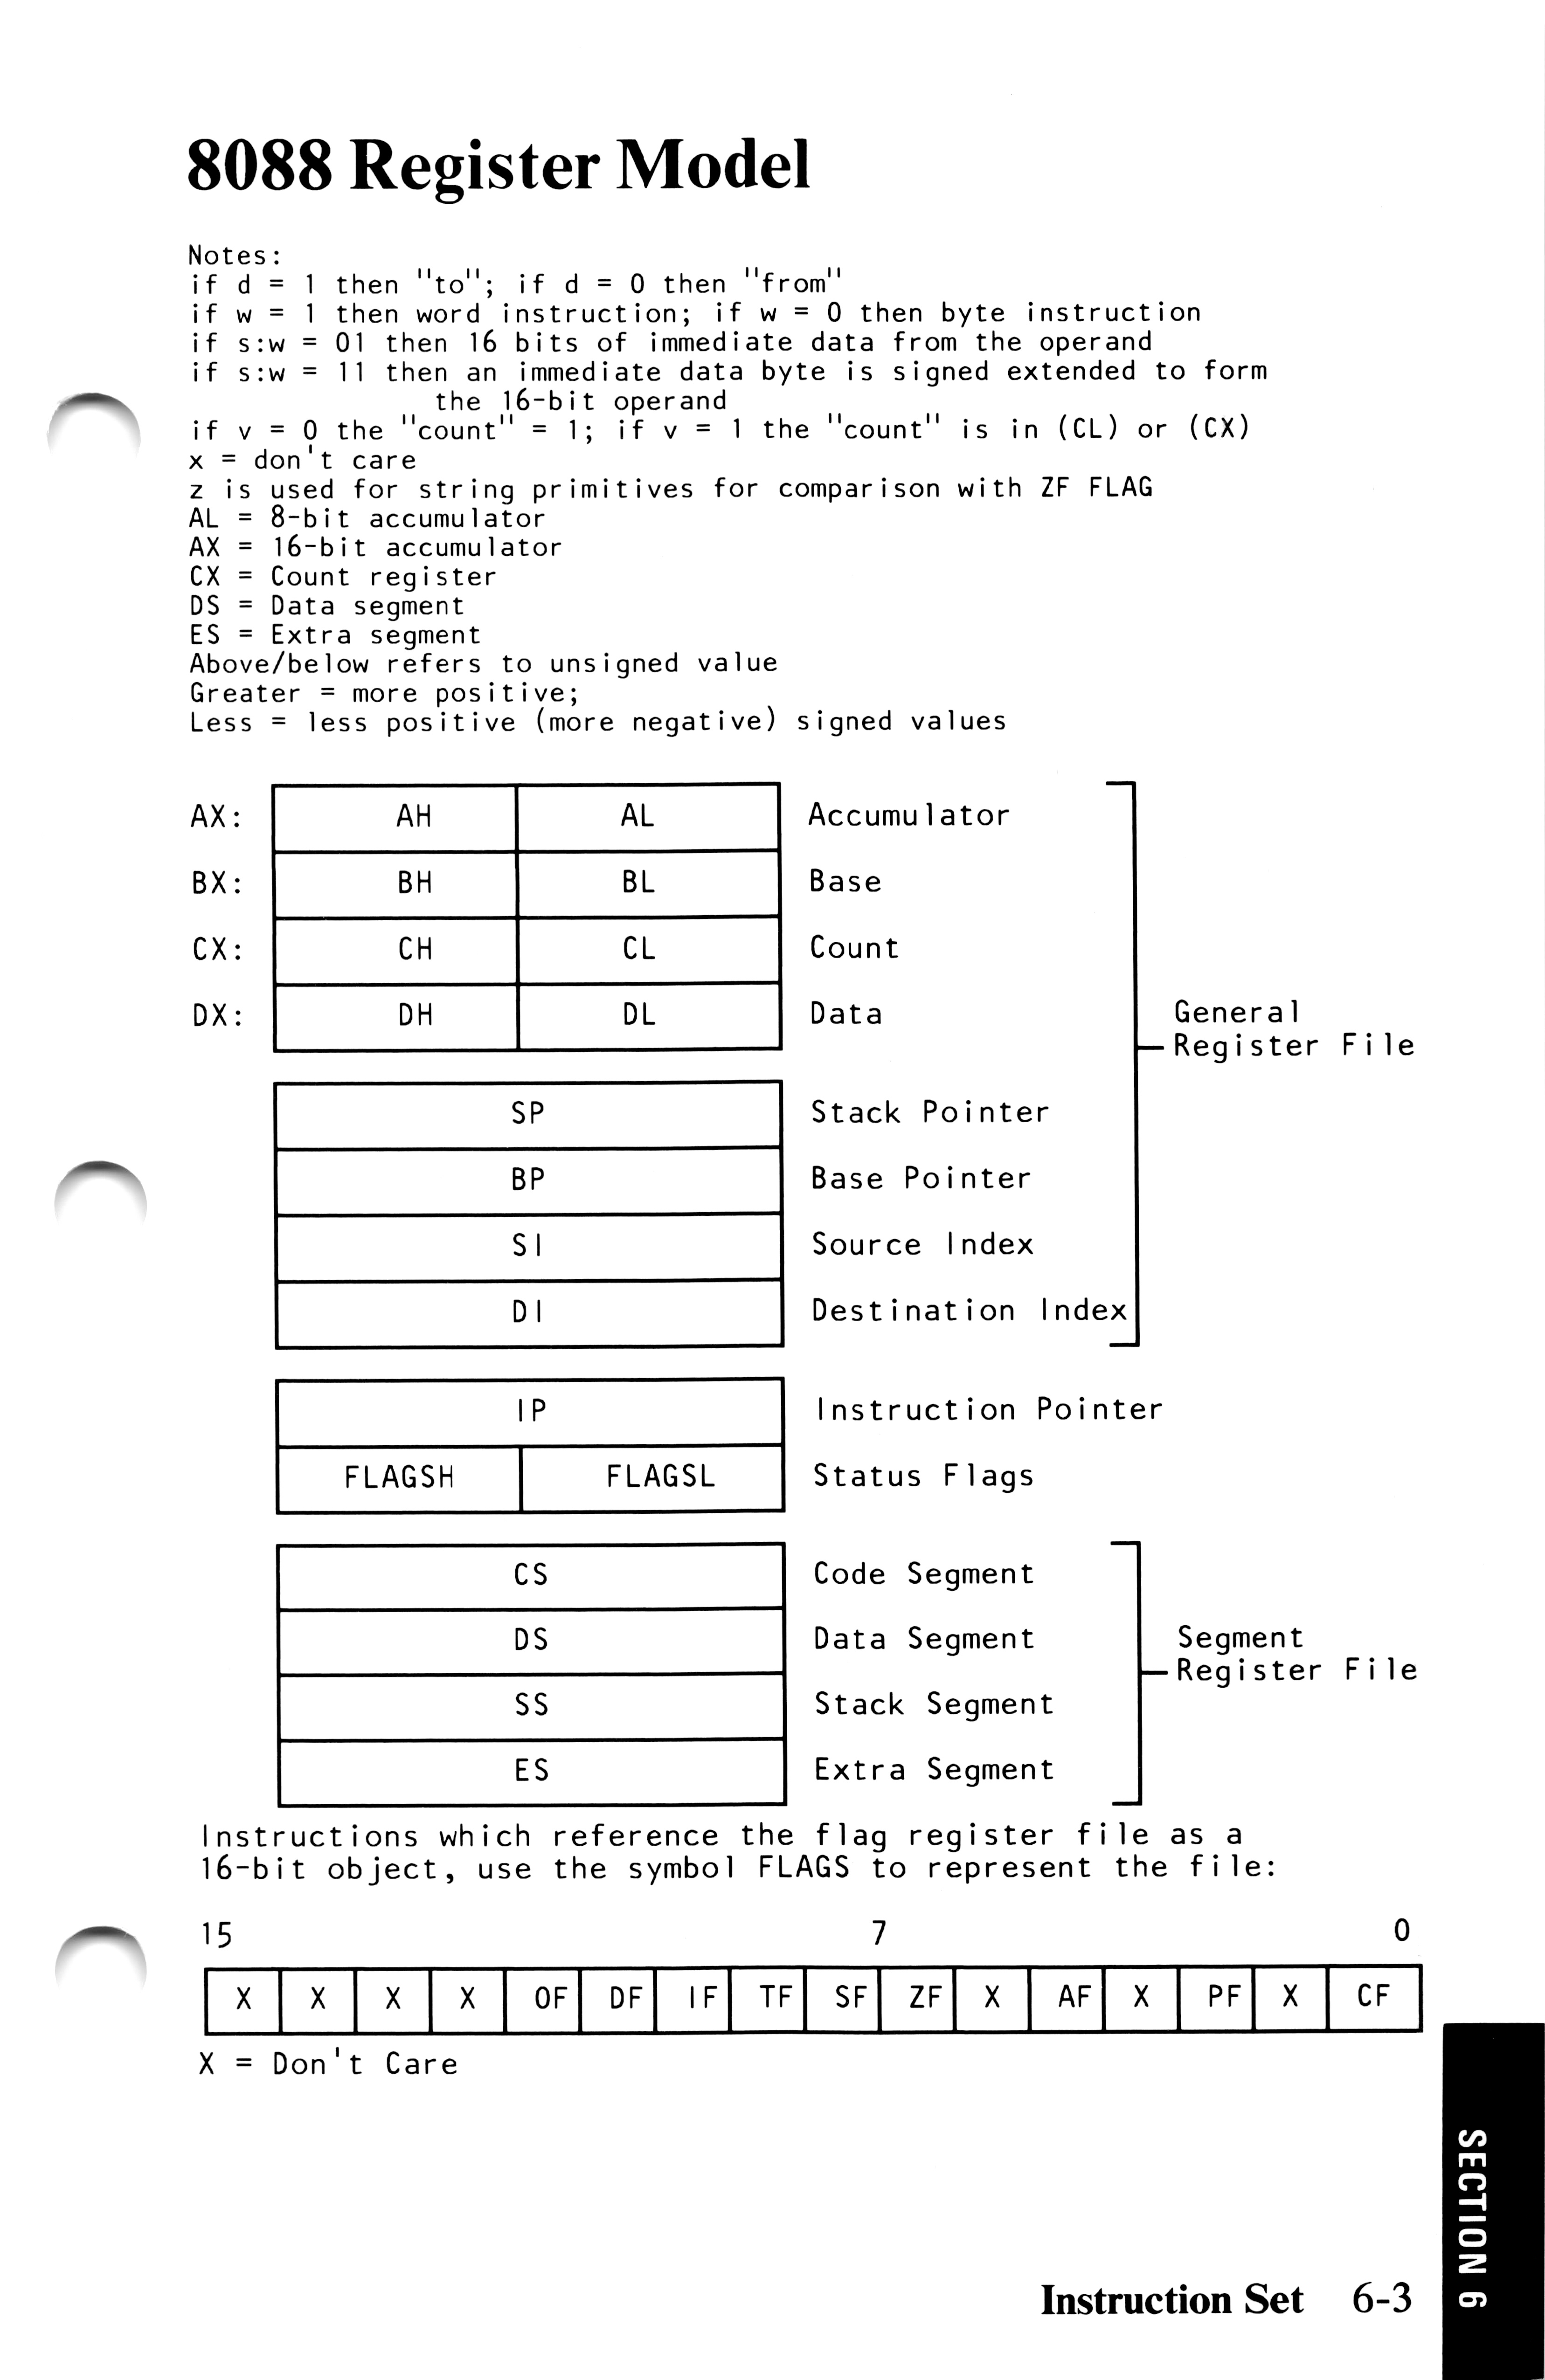 8088 Register Model
Notes:
if d = 1 then "to"; if d = 0 then "from"
if w = 1 then word instruction; if w = 0 then byte instruction
if s:w = 01 then 16 bits of immediate data from the operand
if s:w = 11 then an immediate data byte is signed extended to form
the 16-bit operand
if v = 0 the "count" = 1; if v = 1 the "count" is in (CL) or (CX)
x = don't care
z is used for string primitives for comparison with ZF FLAG
AL = 8-bit accumulator
AX = 16-bit accumulator
CX = Count register
DS = Data segment
ES = Extra segment
Above/below refers to unsigned value
Greater = more positive;
Less = less positive (more negative) signed values
AX: AH AL Accumulator
BX: BH BL Base
CX: CH CL Count
DX: DH DL Data
General
Register File
SP Stack Pointer
BP Base Pointer
SI Source Index
DI Destination Index
IP Instruction Pointer
FLAGSH FLAGSL Status Flags
CS Code Segment
DS Data Segment
Segment
Register File
SS Stack Segment
ES Extra Segment
Instructions which reference the flag register file as a
16-bit object, use the symbol FLAGS to represent the file:
15 7 0
X X X X OF DF IF TF SF ZF X AF X PF X CF
X = Don't Care
SECTION 6
Instruction Set 6-3